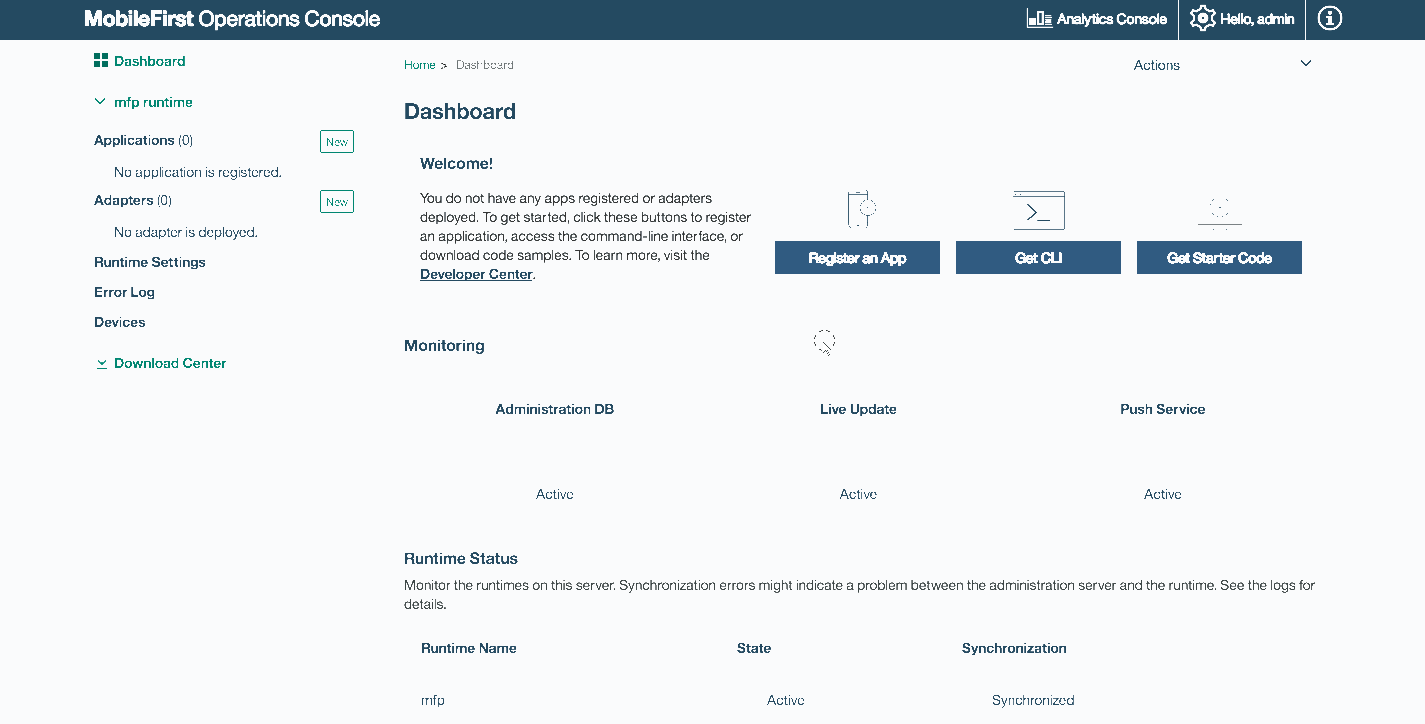 MobileFirst Operations Console
Analytics Console
Hello, admin
Dashboard
mfp runtime
Applications (0)
New
No application is registered.
Adapters (0)
New
No adapter is deployed.
Runtime Settings
Error Log
Devices
Download Center
Home > Dashboard
Actions
Dashboard
Welcome!
You do not have any apps registered or adapters
deployed. To get started, click these buttons to register
an application, access the command-line interface, or
download code samples. To learn more, visit the
Developer Center.
Register an App
Get CLI
Get Starter Code
Monitoring
Administration DB
Live Update
Push Service
Active
Active
Active
Runtime Status
Monitor the runtimes on this server. Synchronization errors might indicate a problem between the administration server and the runtime. See the logs for
details.
Runtime Name
State
Synchronization
mfp
Active
Synchronized